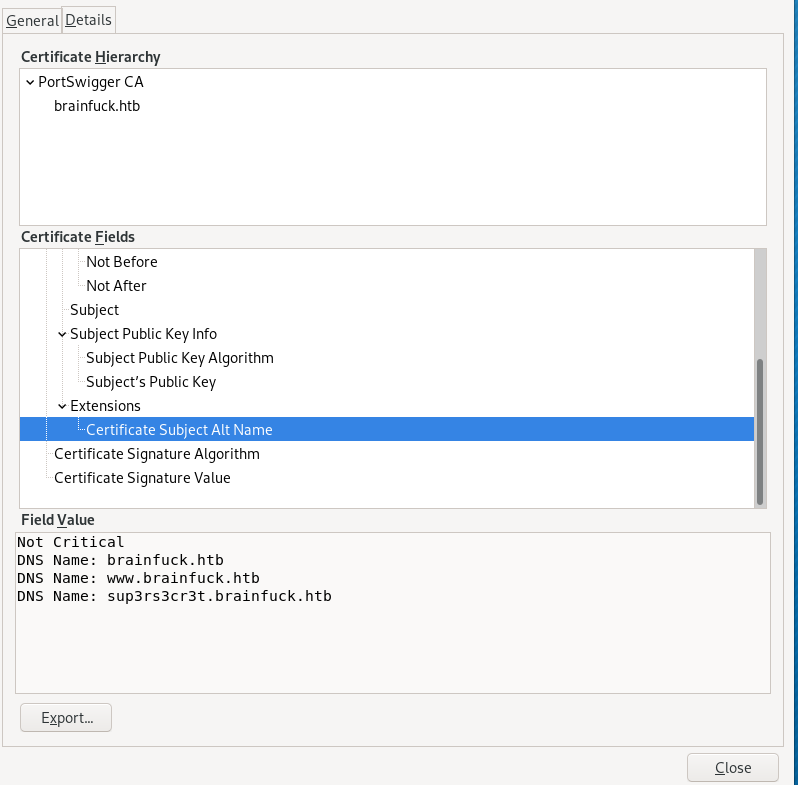 General Details
Certificate Hierarchy
PortSwigger CA
brainfuck.htb
Certificate Fields
Not Before
Not After
Subject
Subject Public Key Info
Subject Public Key Algorithm
Subject's Public Key
Extensions
Certificate Subject Alt Name
Certificate Signature Algorithm
Certificate Signature Value
Field Value
Not Critical
DNS Name: brainfuck.htb
DNS Name: www.brainfuck.htb
DNS Name: sup3rs3cr3t.brainfuck.htb
Export...
Close